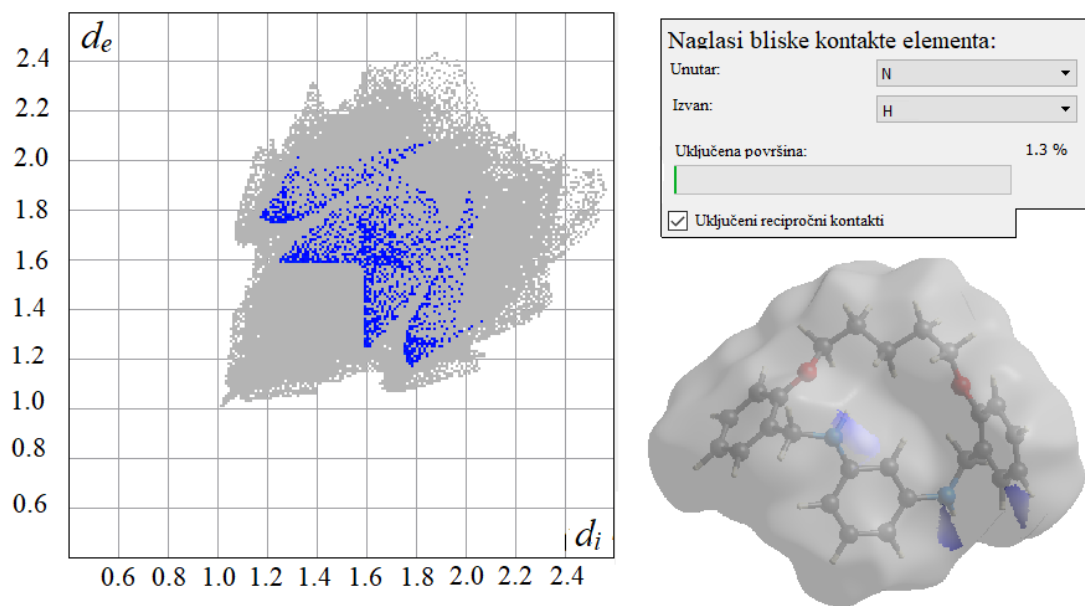 d_e
2.4
2.2
2.0
1.8
1.6
1.4
1.2
1.0
0.8
0.6
d_i
0.6 0.8 1.0 1.2 1.4 1.6 1.8 2.0 2.2 2.4
Naglasi bliske kontakte elementa:
Unutar: N
Izvan: H
Uključena površina: 1.3 %
Uključeni recipročni kontakti